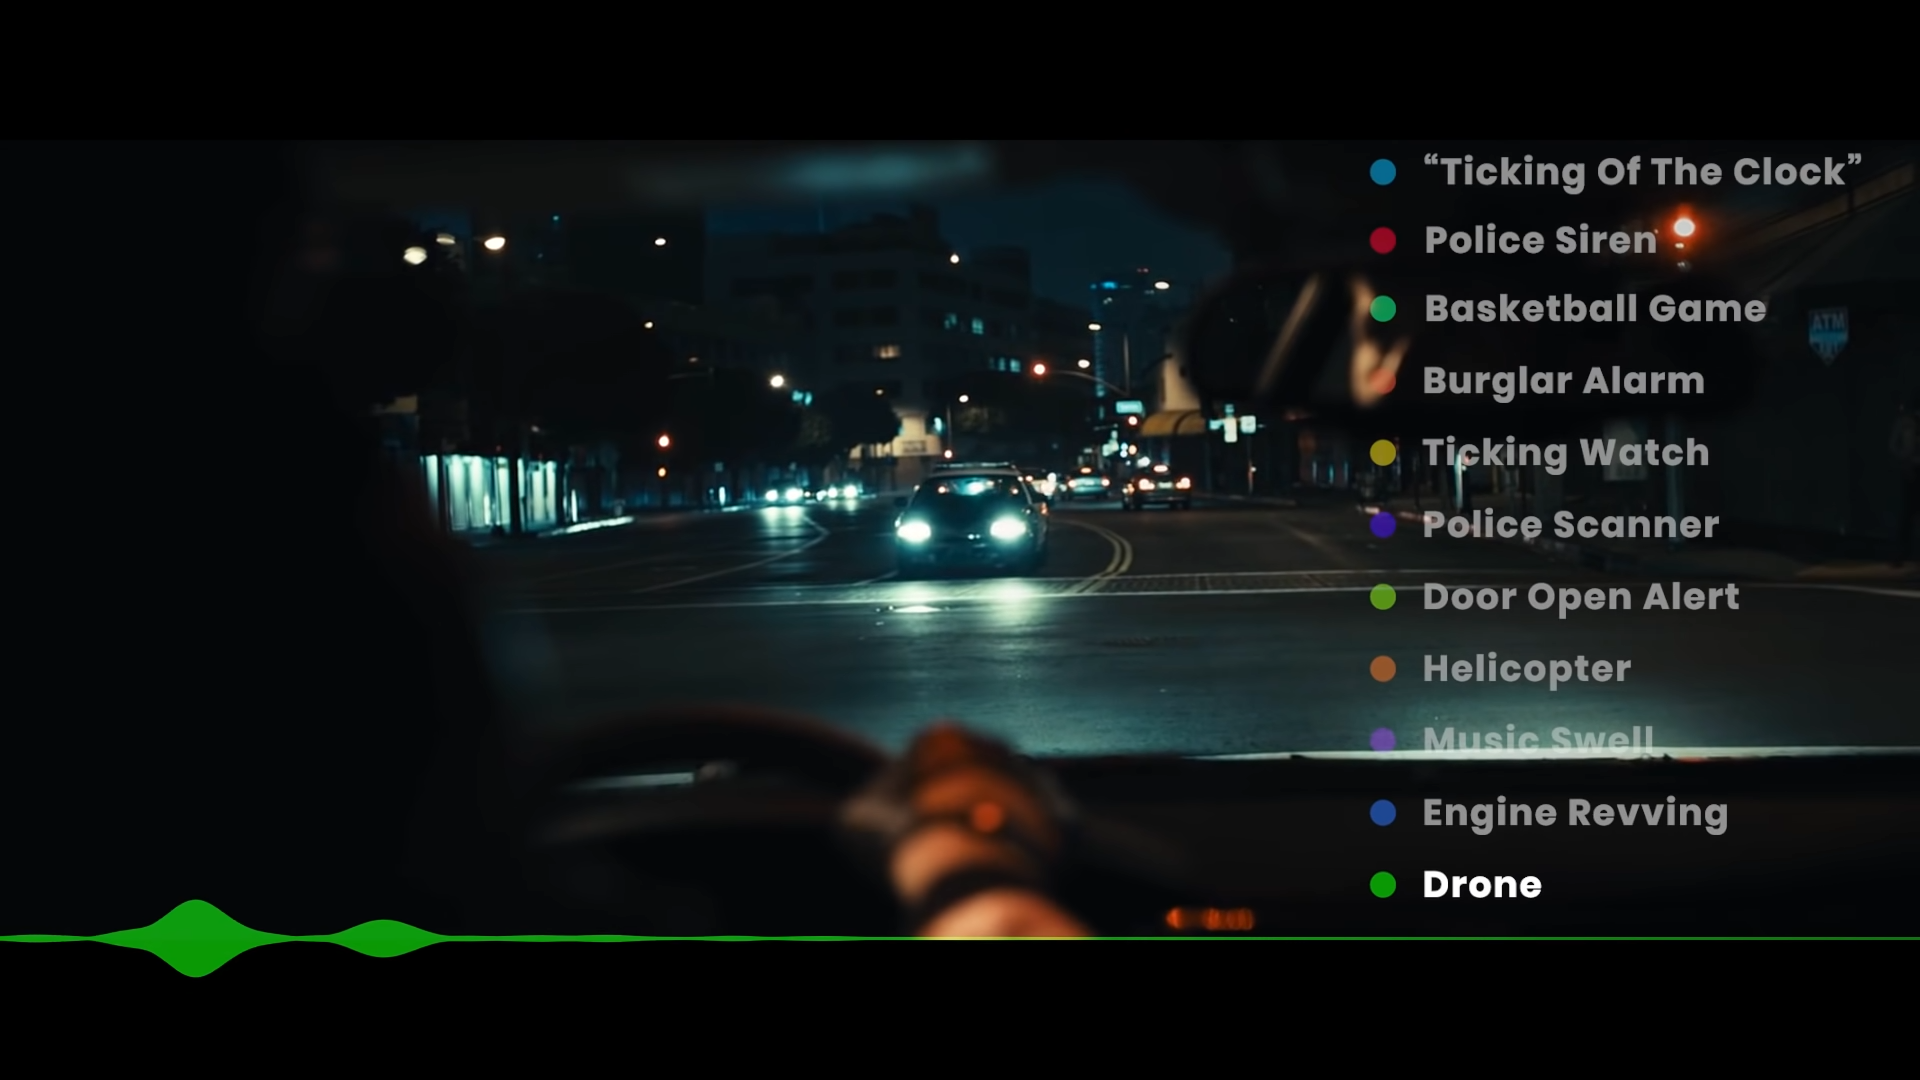 “Ticking Of The Clock”
Police Siren
Basketball Game
ATM
Burglar Alarm
Ticking Watch
Police Scanner
Door Open Alert
Helicopter
Music Swell
Engine Revving
Drone